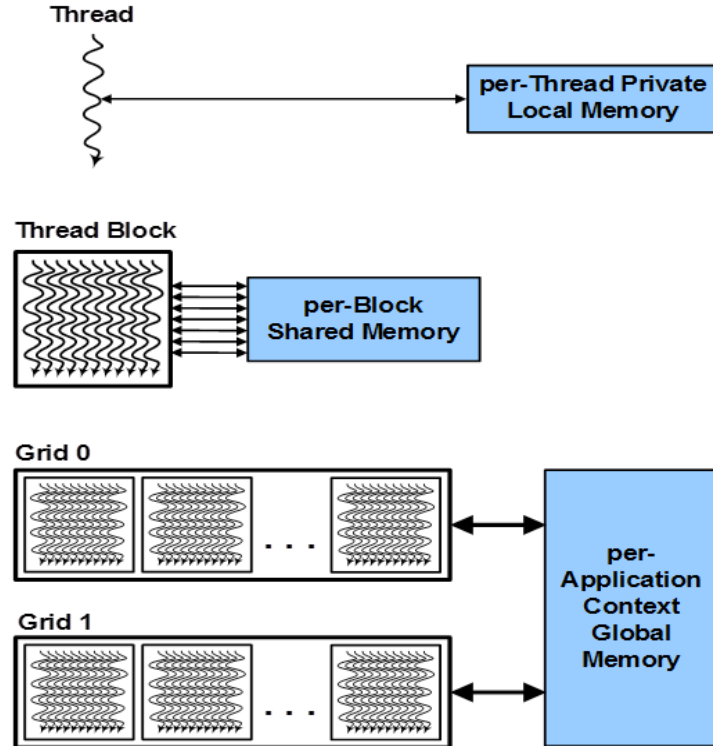 Thread
per-Thread Private
Local Memory
Thread Block
per-Block
Shared Memory
Grid 0
. . .
per-
Application
Context
Global
Memory
Grid 1
. . .